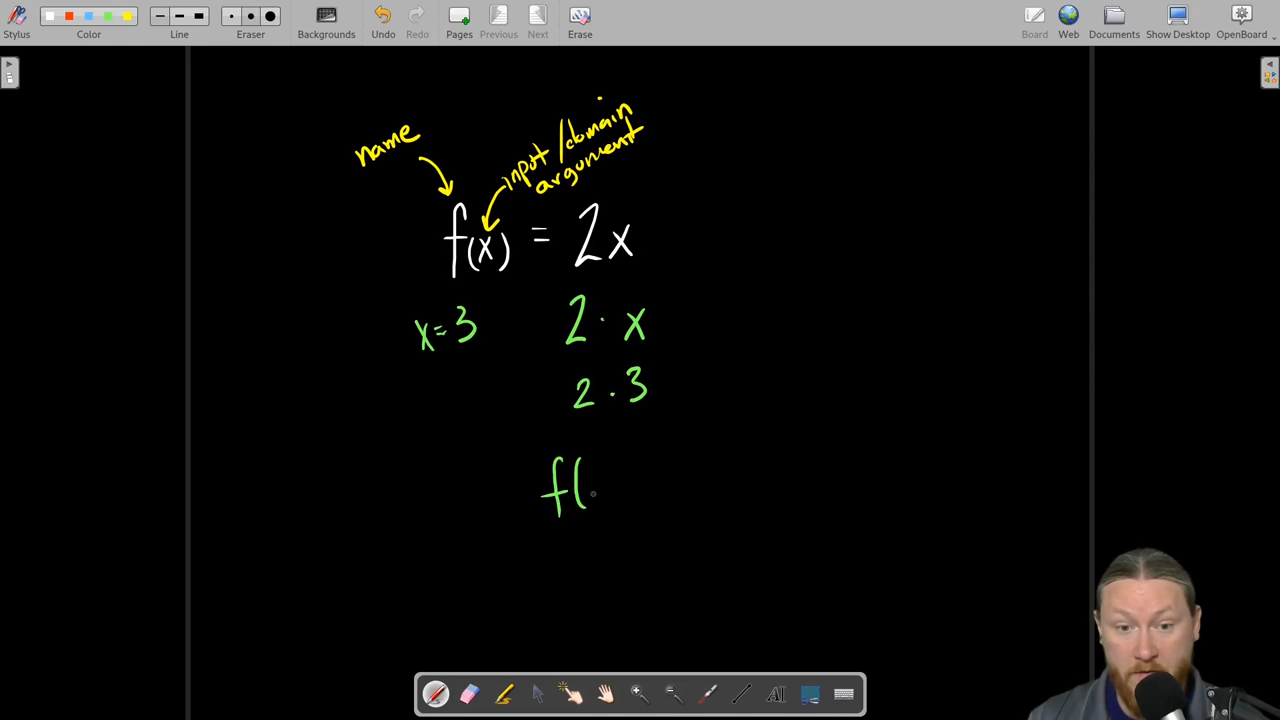 Stylus Color Line Eraser Backgrounds Undo Redo Pages Previous Next Erase Board Web Documents Show Desktop OpenBoard
name
input /domain
argument
f(x) = 2x
x=3 2 · x
2 · 3
f(
AI